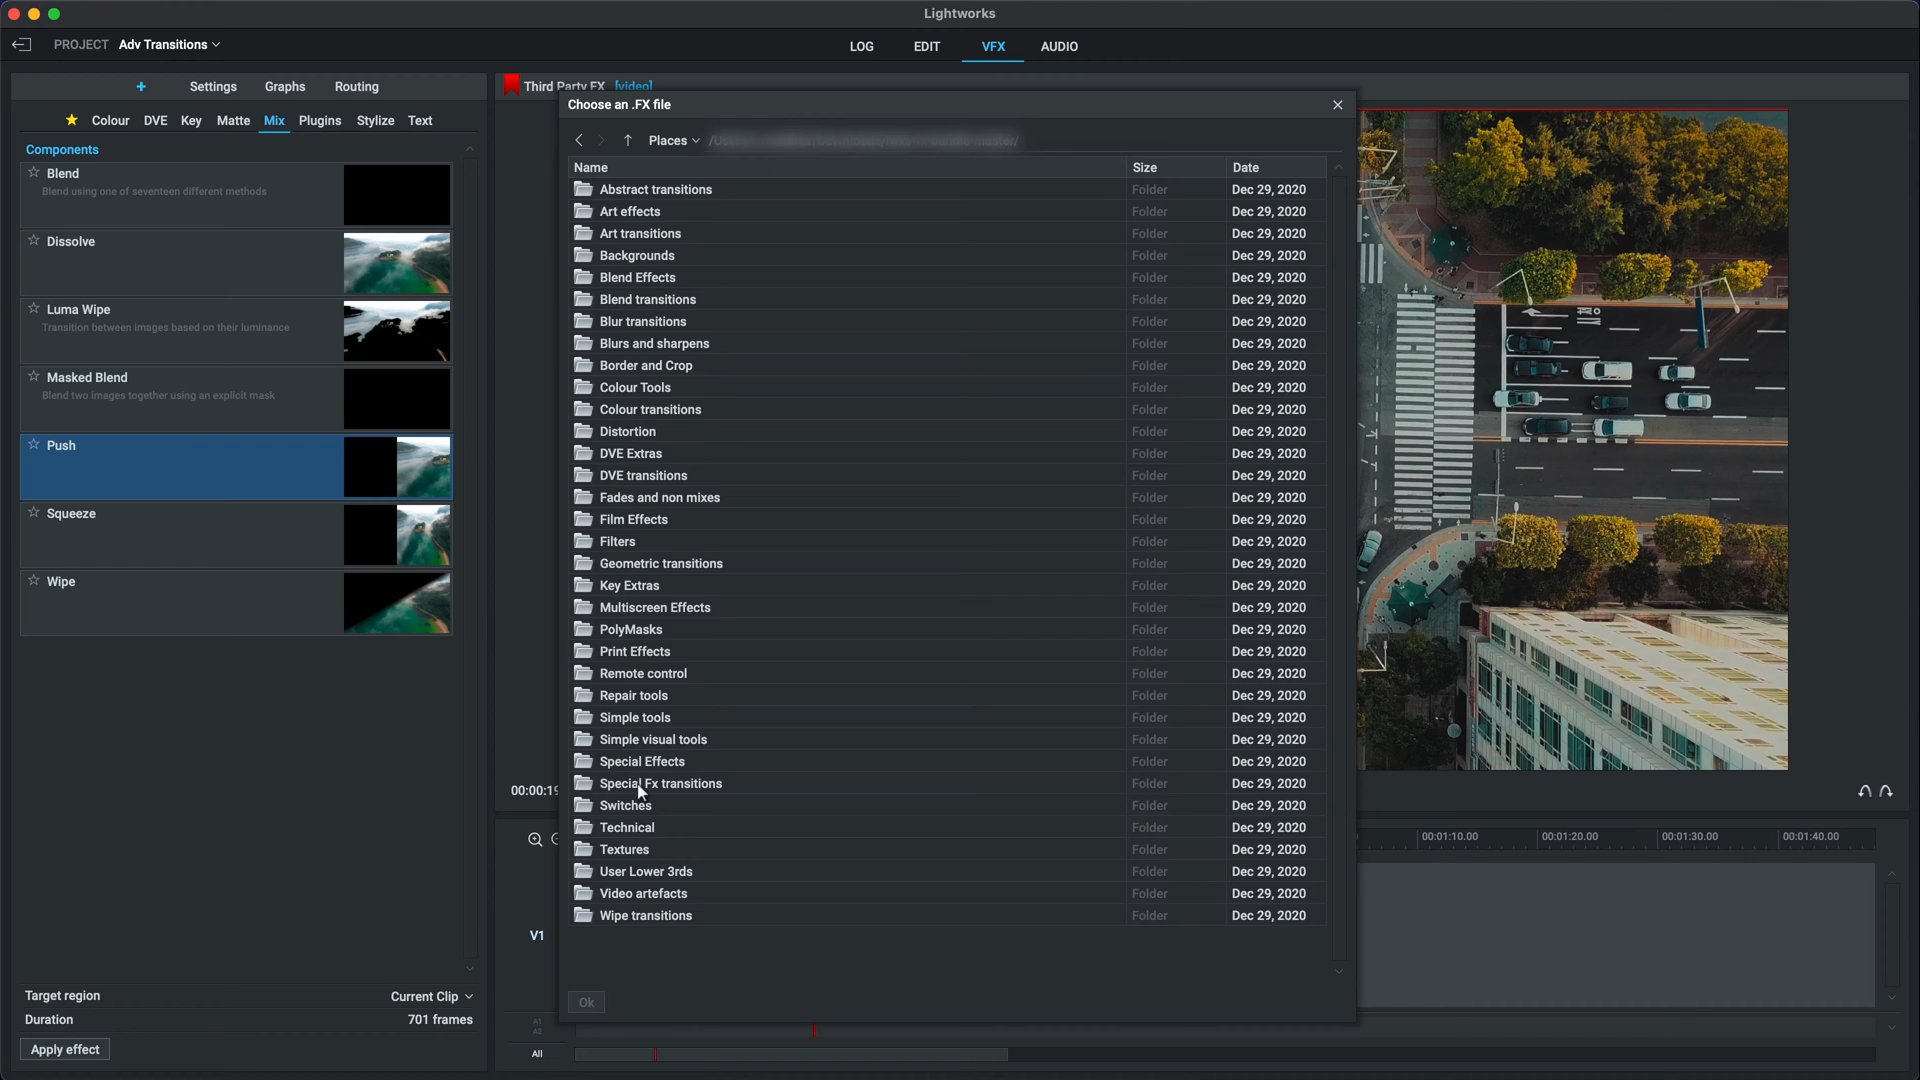 Lightworks
PROJECT Adv Transitions
LOG EDIT VFX AUDIO
+ Settings Graphs Routing
Colour DVE Key Matte Mix Plugins Stylize Text
Components
Blend
Blend using one of seventeen different methods
Dissolve
Luma Wipe
Transition between images based on their luminance
Masked Blend
Blend two images together using an explicit mask
Push
Squeeze
Wipe
Target region Current Clip
Duration 701 frames
Apply effect
Third Party FX [video]
Choose an .FX file
Places
Name Size Date
Abstract transitions Folder Dec 29, 2020
Art effects Folder Dec 29, 2020
Art transitions Folder Dec 29, 2020
Backgrounds Folder Dec 29, 2020
Blend Effects Folder Dec 29, 2020
Blend transitions Folder Dec 29, 2020
Blur transitions Folder Dec 29, 2020
Blurs and sharpens Folder Dec 29, 2020
Border and Crop Folder Dec 29, 2020
Colour Tools Folder Dec 29, 2020
Colour transitions Folder Dec 29, 2020
Distortion Folder Dec 29, 2020
DVE Extras Folder Dec 29, 2020
DVE transitions Folder Dec 29, 2020
Fades and non mixes Folder Dec 29, 2020
Film Effects Folder Dec 29, 2020
Filters Folder Dec 29, 2020
Geometric transitions Folder Dec 29, 2020
Key Extras Folder Dec 29, 2020
Multiscreen Effects Folder Dec 29, 2020
PolyMasks Folder Dec 29, 2020
Print Effects Folder Dec 29, 2020
Remote control Folder Dec 29, 2020
Repair tools Folder Dec 29, 2020
Simple tools Folder Dec 29, 2020
Simple visual tools Folder Dec 29, 2020
Special Effects Folder Dec 29, 2020
Special Fx transitions Folder Dec 29, 2020
Switches Folder Dec 29, 2020
Technical Folder Dec 29, 2020
Textures Folder Dec 29, 2020
User Lower 3rds Folder Dec 29, 2020
Video artefacts Folder Dec 29, 2020
Wipe transitions Folder Dec 29, 2020
Ok
00:00:19
00:01:10.00 00:01:20.00 00:01:30.00 00:01:40.00
V1
A1
A2
All